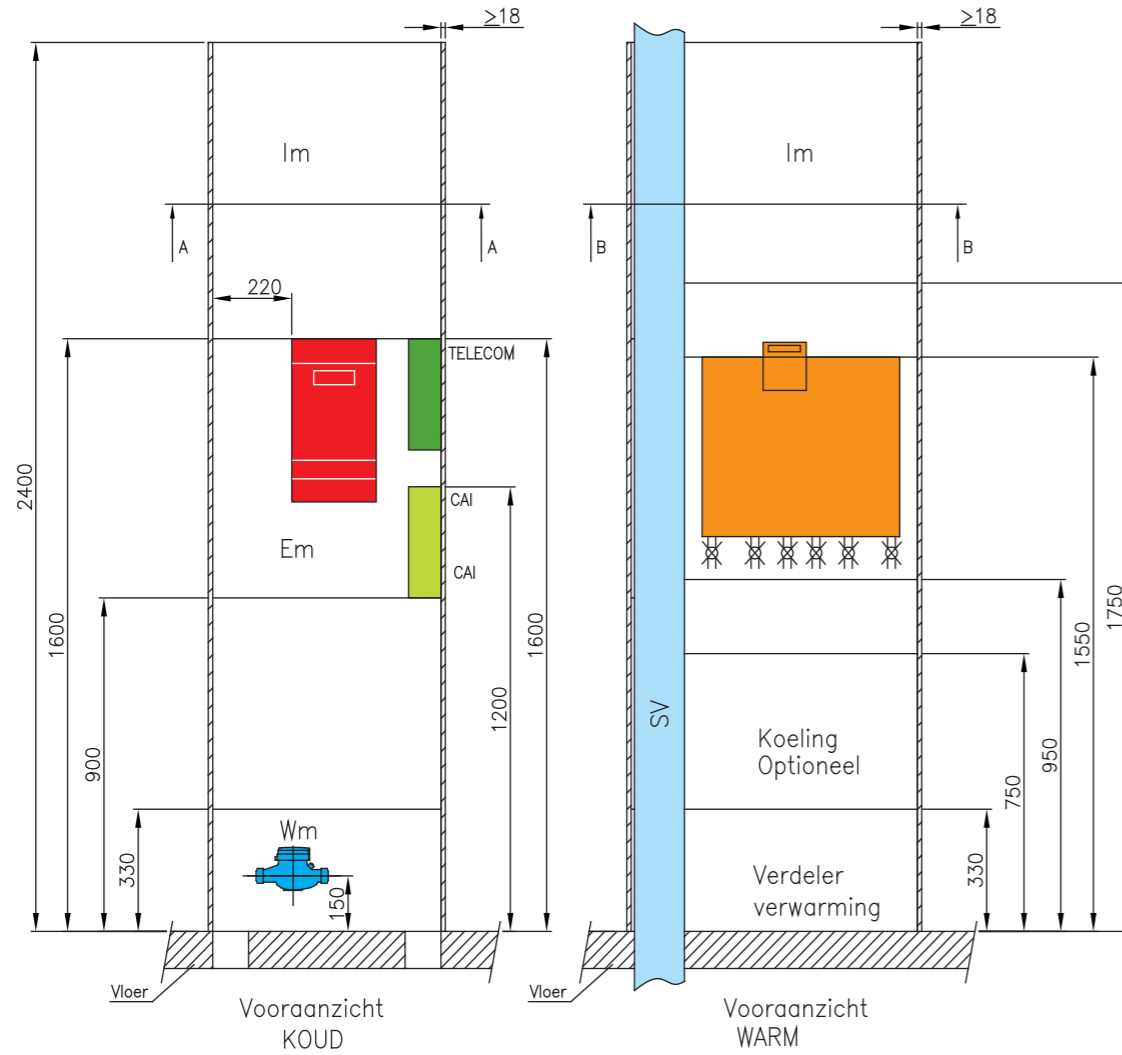 ≥18
≥18
Im
Im
A
A
B
B
220
TELECOM
2400
1600
CAI
Em
CAI
1600
1200
900
1750
1550
950
750
SV
Koeling
Optioneel
330
Wm
150
330
Verdeler
verwarming
Vloer
Vloer
Vooraanzicht
KOUD
Vooraanzicht
WARM